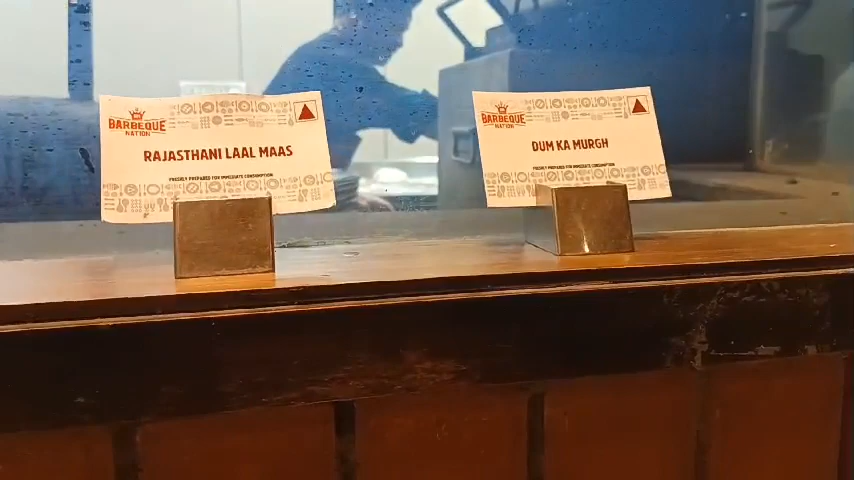 BARBEQUE
NATION
RAJASTHANI LAAL MAAS
FRESHLY PREPARED FOR IMMEDIATE CONSUMPTION
BARBEQUE
NATION
DUM KA MURGH
FRESHLY PREPARED FOR IMMEDIATE CONSUMPTION